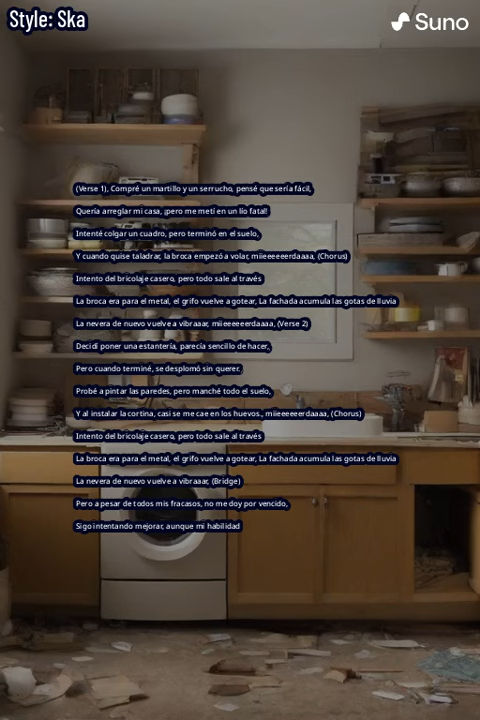 Style: Ska
Suno
(Verse 1), Compré un martillo y un serrucho, pensé que sería fácil,
Quería arreglar mi casa, ¡pero me metí en un lío fatal!
Intenté colgar un cuadro, pero terminó en el suelo,
Y cuando quise taladrar, la broca empezó a volar, miieeeeeerdaaaa, (Chorus)
Intento del bricolaje casero, pero todo sale al través
La broca era para el metal, el grifo vuelve a gotear, La fachada acumula las gotas de lluvia
La nevera de nuevo vuelve a vibraaar, miieeeeeerdaaaa, (Verse 2)
Decidí poner una estantería, parecía sencillo de hacer,
Pero cuando terminé, se desplomó sin querer.
Probé a pintar las paredes, pero manché todo el suelo,
Y al instalar la cortina, casi se me cae en los huevos., miieeeeeerdaaaa, (Chorus)
Intento del bricolaje casero, pero todo sale al través
La broca era para el metal, el grifo vuelve a gotear, La fachada acumula las gotas de lluvia
La nevera de nuevo vuelve a vibraaar, (Bridge)
Pero a pesar de todos mis fracasos, no me doy por vencido,
Sigo intentando mejorar, aunque mi habilidad